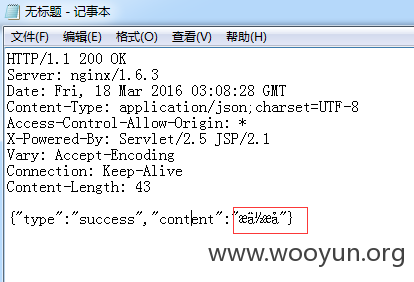 无标题 - 记事本
文件(F) 编辑(E) 格式(O) 查看(V) 帮助(H)
HTTP/1.1 200 OK
Server: nginx/1.6.3
Date: Fri, 18 Mar 2016 03:08:28 GMT
Content-Type: application/json;charset=UTF-8
Access-Control-Allow-Origin: *
X-Powered-By: Servlet/2.5 JSP/2.1
Vary: Accept-Encoding
Connection: Keep-Alive
Content-Length: 43
{"type":"success","content":"æä½æå"}
www.wooyun.org